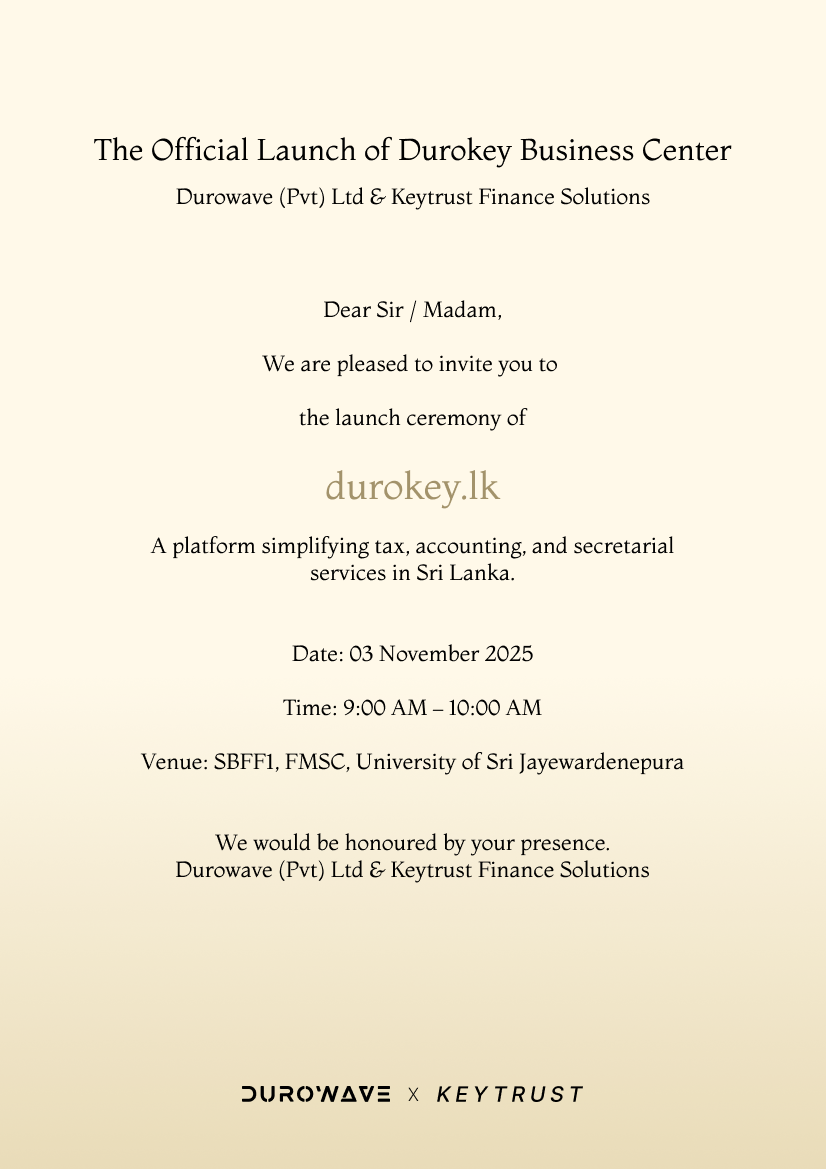 The Official Launch of Durokey Business Center
Durowave (Pvt) Ltd & Keytrust Finance Solutions
Dear Sir / Madam,
We are pleased to invite you to
the launch ceremony of
durokey.lk
A platform simplifying tax, accounting, and secretarial
services in Sri Lanka.
Date: 03 November 2025
Time: 9:00 AM – 10:00 AM
Venue: SBFF1, FMSC, University of Sri Jayewardenepura
We would be honoured by your presence.
Durowave (Pvt) Ltd & Keytrust Finance Solutions
DUROWAVE X KEYTRUST